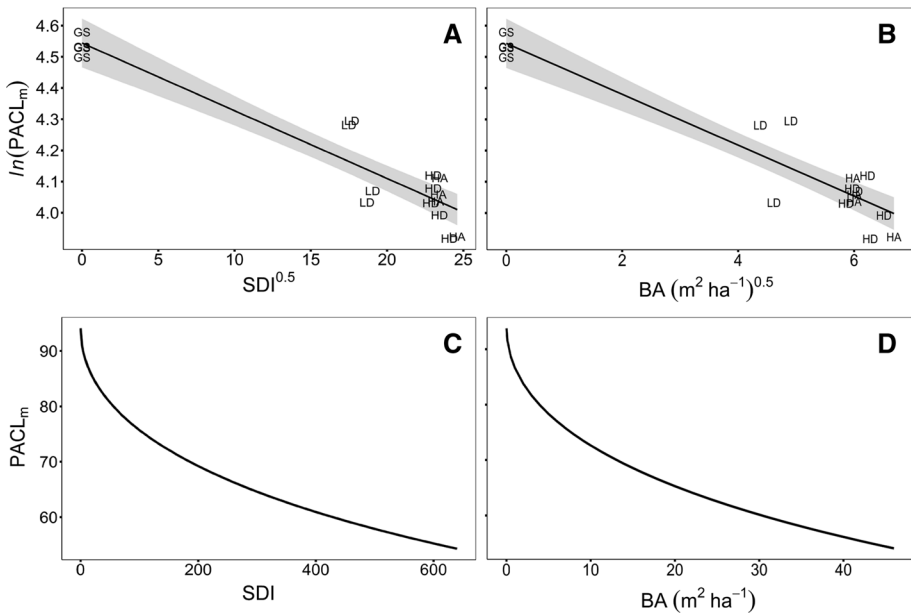 A
4.6
4.5
4.4
4.3
4.2
4.1
4.0
ln(PACLm)
GS
GS
GS
LD
LD
LD
LD
HD
HA
HD
HA
HD
HA
HD
HD
HA
0
5
10
15
20
25
SDI^0.5
B
GS
GS
GS
LD
LD
LD
HA
HD
HD
HA
HD
HD
HD
HA
0
2
4
6
BA (m² ha⁻¹)^0.5
C
90
80
70
60
PACLm
0
200
400
600
SDI
D
0
10
20
30
40
BA (m² ha⁻¹)